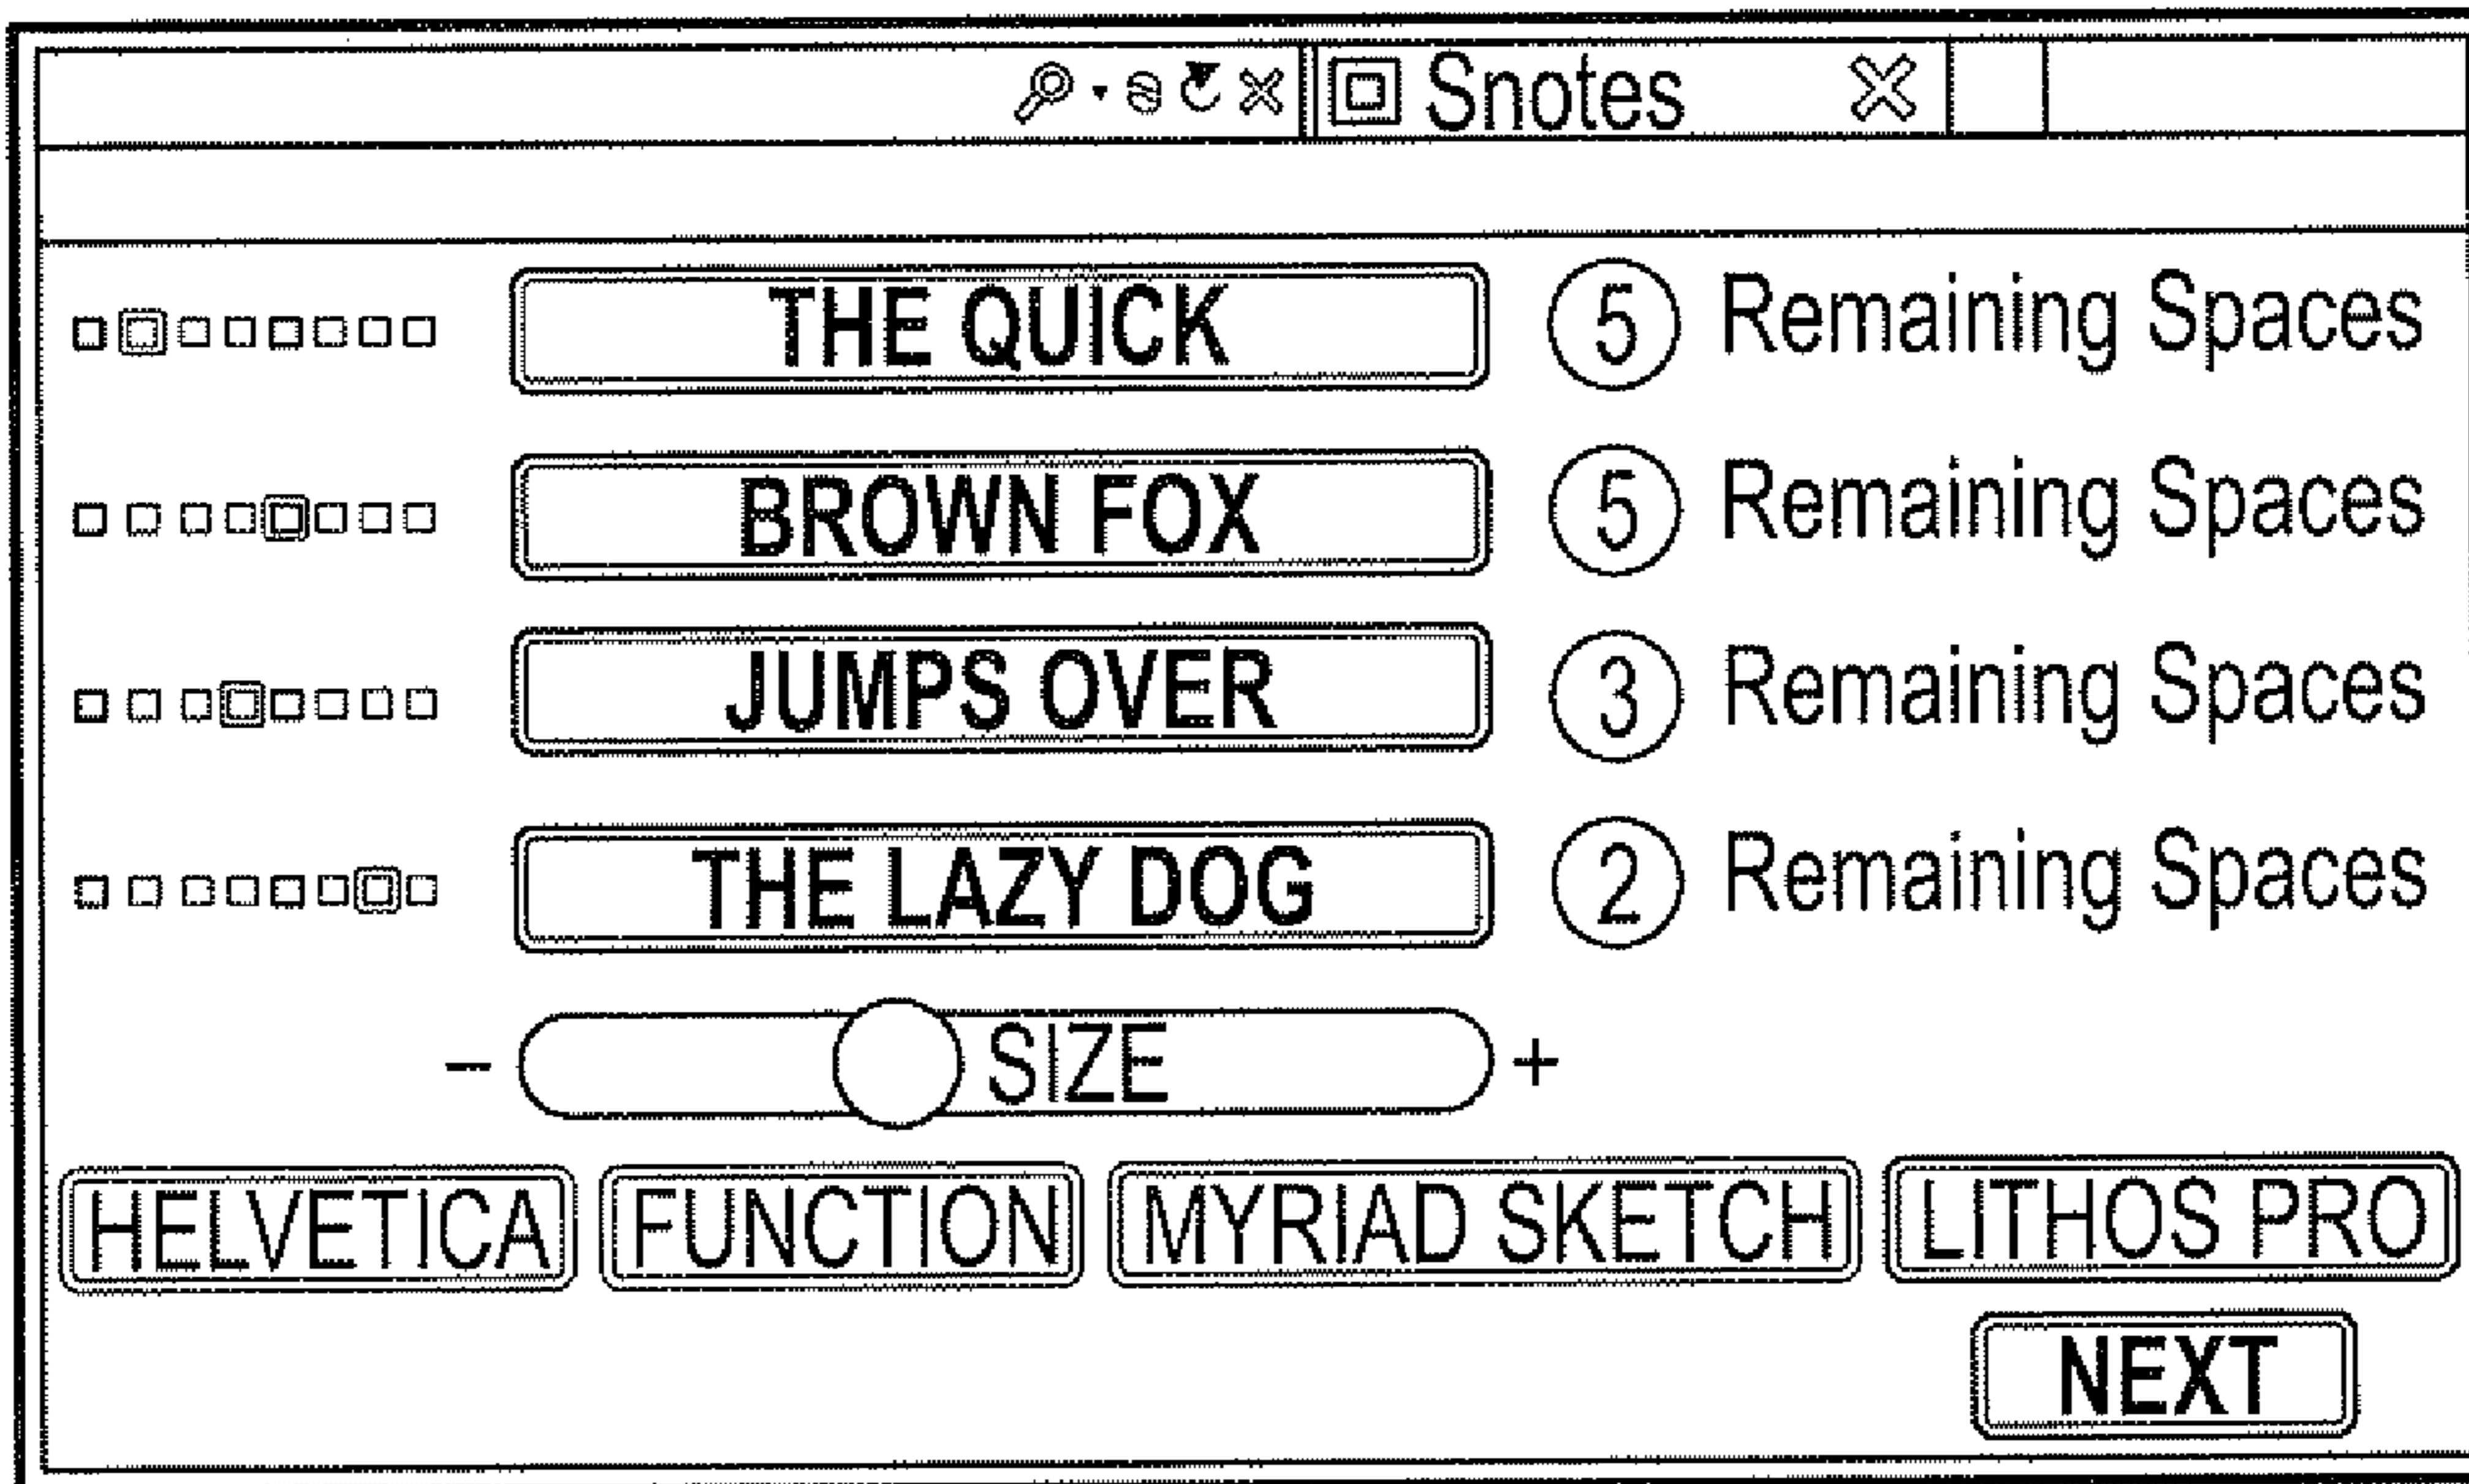 Snotes
THE QUICK 5 Remaining Spaces
BROWN FOX 5 Remaining Spaces
JUMPS OVER 3 Remaining Spaces
THE LAZY DOG 2 Remaining Spaces
- SIZE +
HELVETICA FUNCTION MYRIAD SKETCH LITHOS PRO
NEXT